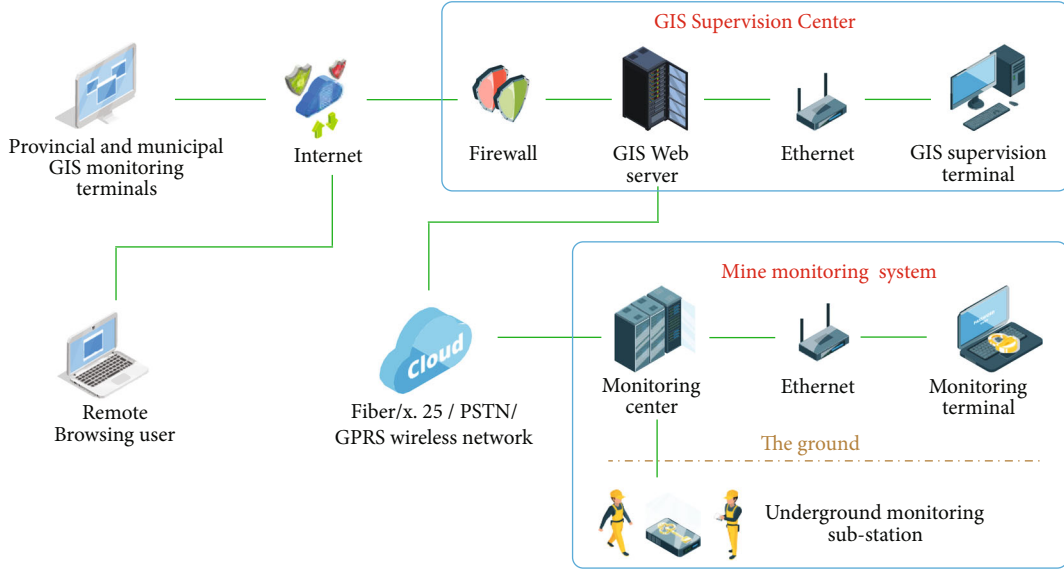 GIS Supervision Center
Provincial and municipal
GIS monitoring
terminals
Internet
Firewall
GIS Web
server
Ethernet
GIS supervision
terminal
Mine monitoring system
Remote
Browsing user
Cloud
Fiber/x. 25 / PSTN/
GPRS wireless network
Monitoring
center
Ethernet
Monitoring
terminal
The ground
Underground monitoring
sub-station